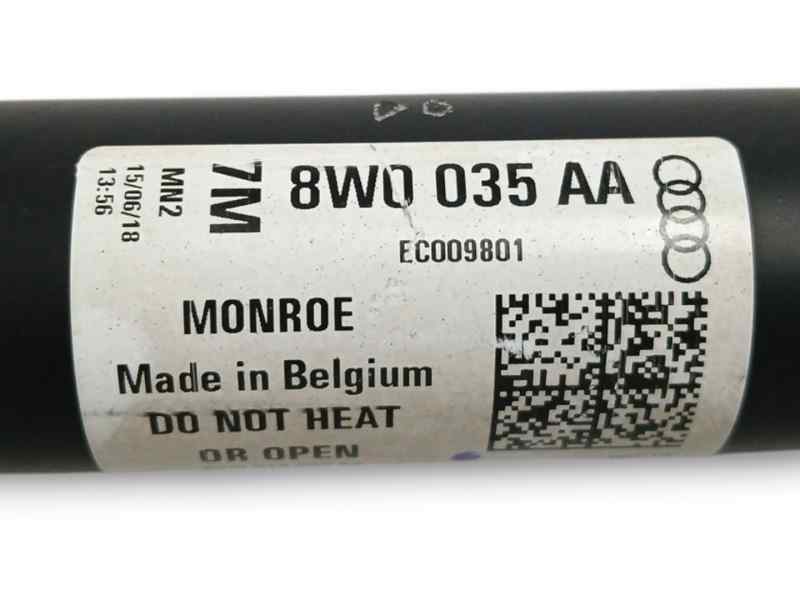 8W0 035 AA
7M
MN2
15/06/18
13:56
EC009801
MONROE
Made in Belgium
DO NOT HEAT
OR OPEN